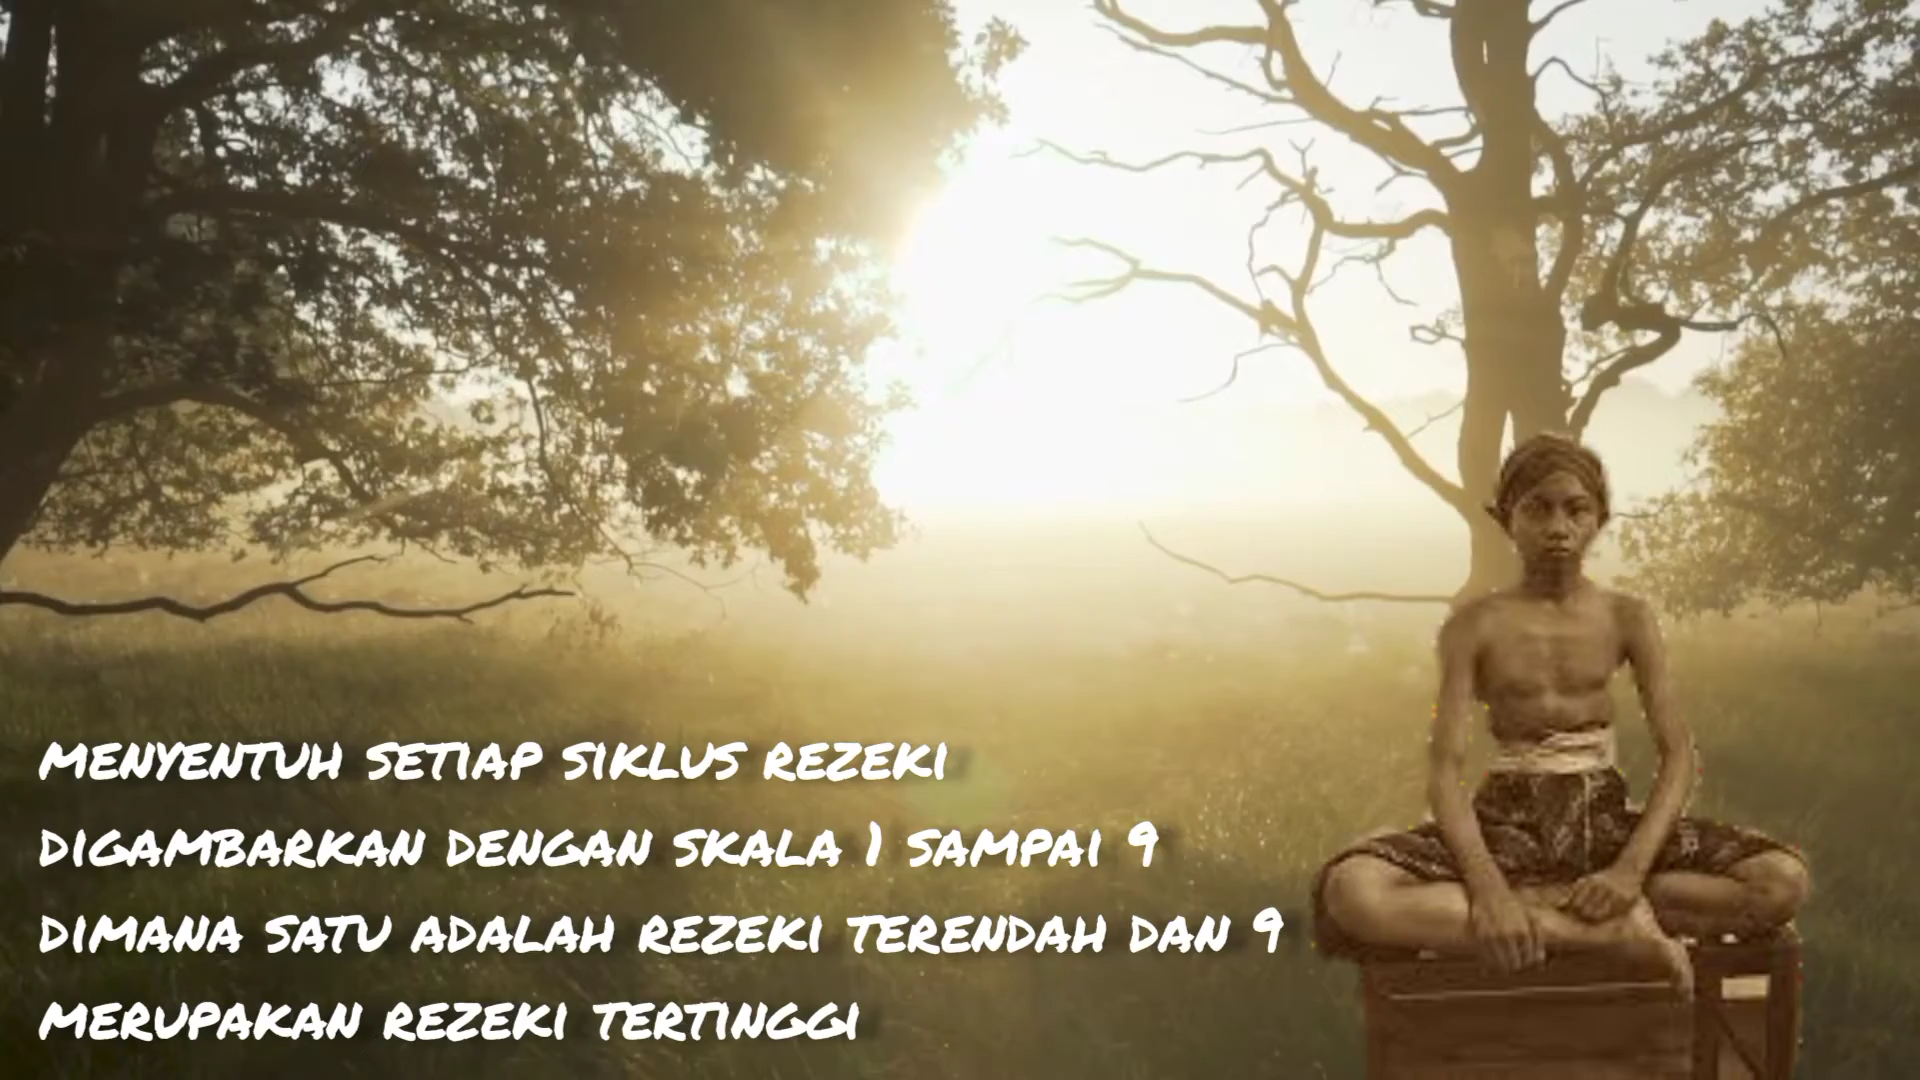 MENYENTUH SETIAP SIKLUS REZEKI
DIGAMBARKAN DENGAN SKALA 1 SAMPAI 9
DIMANA SATU ADALAH REZEKI TERENDAH DAN 9
MERUPAKAN REZEKI TERTINGGI